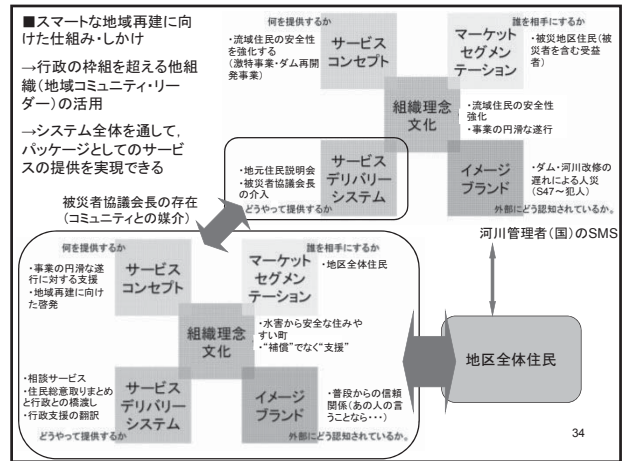 ■スマートな地域再建に向
けた仕組み・しかけ
→行政の枠組を超える他組
織(地域コミュニティ・リー
ダー)の活用
→システム全体を通して，
パッケージとしてのサービ
スの提供を実現できる
何を提供するか
・流域住民の安全性
を強化する
(激特事業・ダム再開
発事業)
サービス
コンセプト
誰を相手にするか
マーケット
セグメン
テーション
・被災地区住民(被
災者を含む受益
者)
組織理念
文化
・流域住民の安全性
強化
・事業の円滑な遂行
・地元住民説明会
・被災者協議会長
の介入
どうやって提供するか
サービス
デリバリー
システム
イメージ
ブランド
・ダム・河川改修の
遅れによる人災
(S47～犯人)
外部にどう認知されているか。
被災者協議会長の存在
(コミュニティとの媒介)
河川管理者(国)のSMS
何を提供するか
・事業の円滑な遂
行に対する支援
・地域再建に向け
た啓発
サービス
コンセプト
誰を相手にするか
マーケット
セグメン
テーション
・地区全体住民
組織理念
文化
・水害から安全な住みや
すい町
・“補償”でなく“支援”
・相談サービス
・住民総意取りまとめ
と行政との橋渡し
・行政支援の翻訳
どうやって提供するか
サービス
デリバリー
システム
イメージ
ブランド
・普段からの信頼
関係(あの人の言
うことなら・・・)
外部にどう認知されているか。
地区全体住民
34